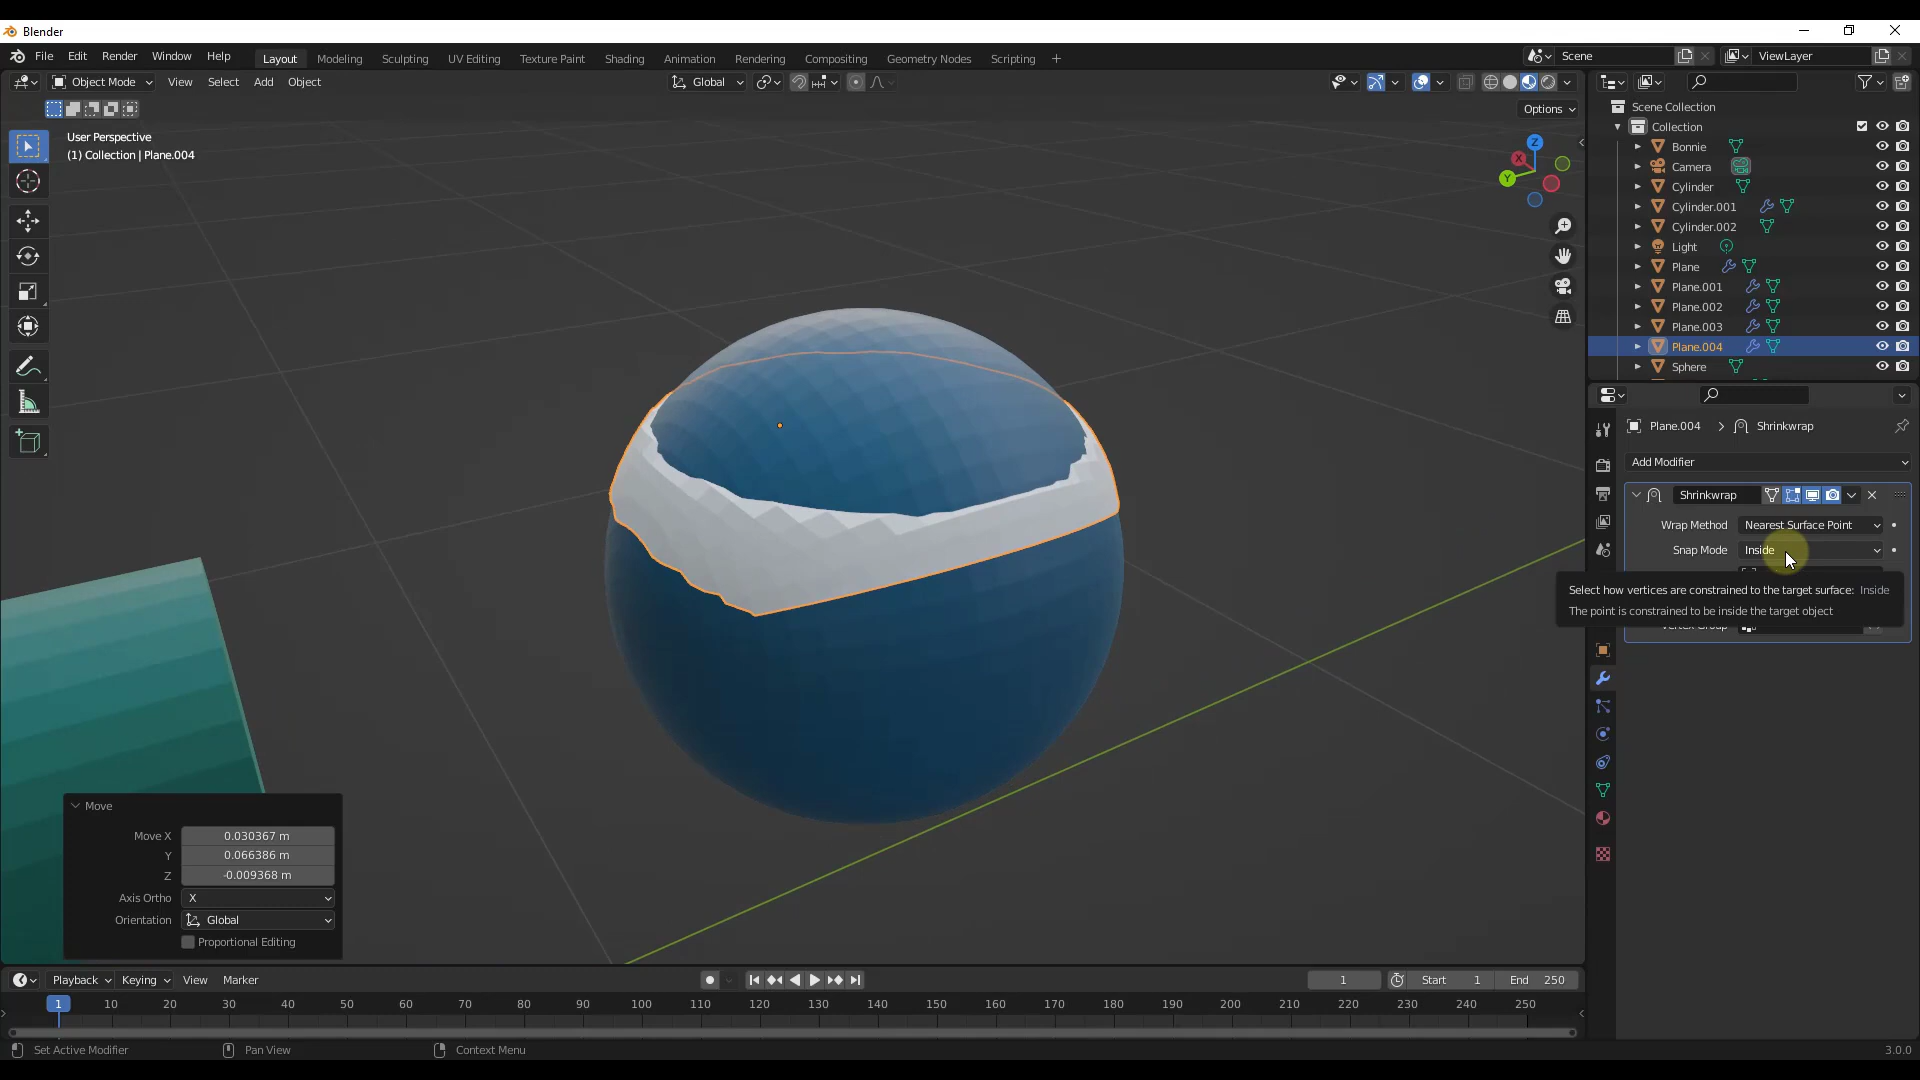 Blender
File Edit Render Window Help Layout Modeling Sculpting UV Editing Texture Paint Shading Animation Rendering Compositing Geometry Nodes Scripting + Scene ViewLayer
Object Mode View Select Add Object Global
Options
User Perspective
(1) Collection | Plane.004
Z
X
Y
Scene Collection
Collection
Bonnie
Camera
Cylinder
Cylinder.001
Cylinder.002
Light
Plane
Plane.001
Plane.002
Plane.003
Plane.004
Sphere
Plane.004 > Shrinkwrap
Add Modifier
Shrinkwrap
Wrap Method Nearest Surface Point
Snap Mode Inside
Select how vertices are constrained to the target surface: Inside
The point is constrained to be inside the target object
Move
Move X 0.030367 m
Y 0.066386 m
Z -0.009368 m
Axis Ortho X
Orientation Global
Proportional Editing
Playback Keying View Marker 1 Start 1 End 250
1 10 20 30 40 50 60 70 80 90 100 110 120 130 140 150 160 170 180 190 200 210 220 230 240 250
Set Active Modifier Pan View Context Menu 3.0.0